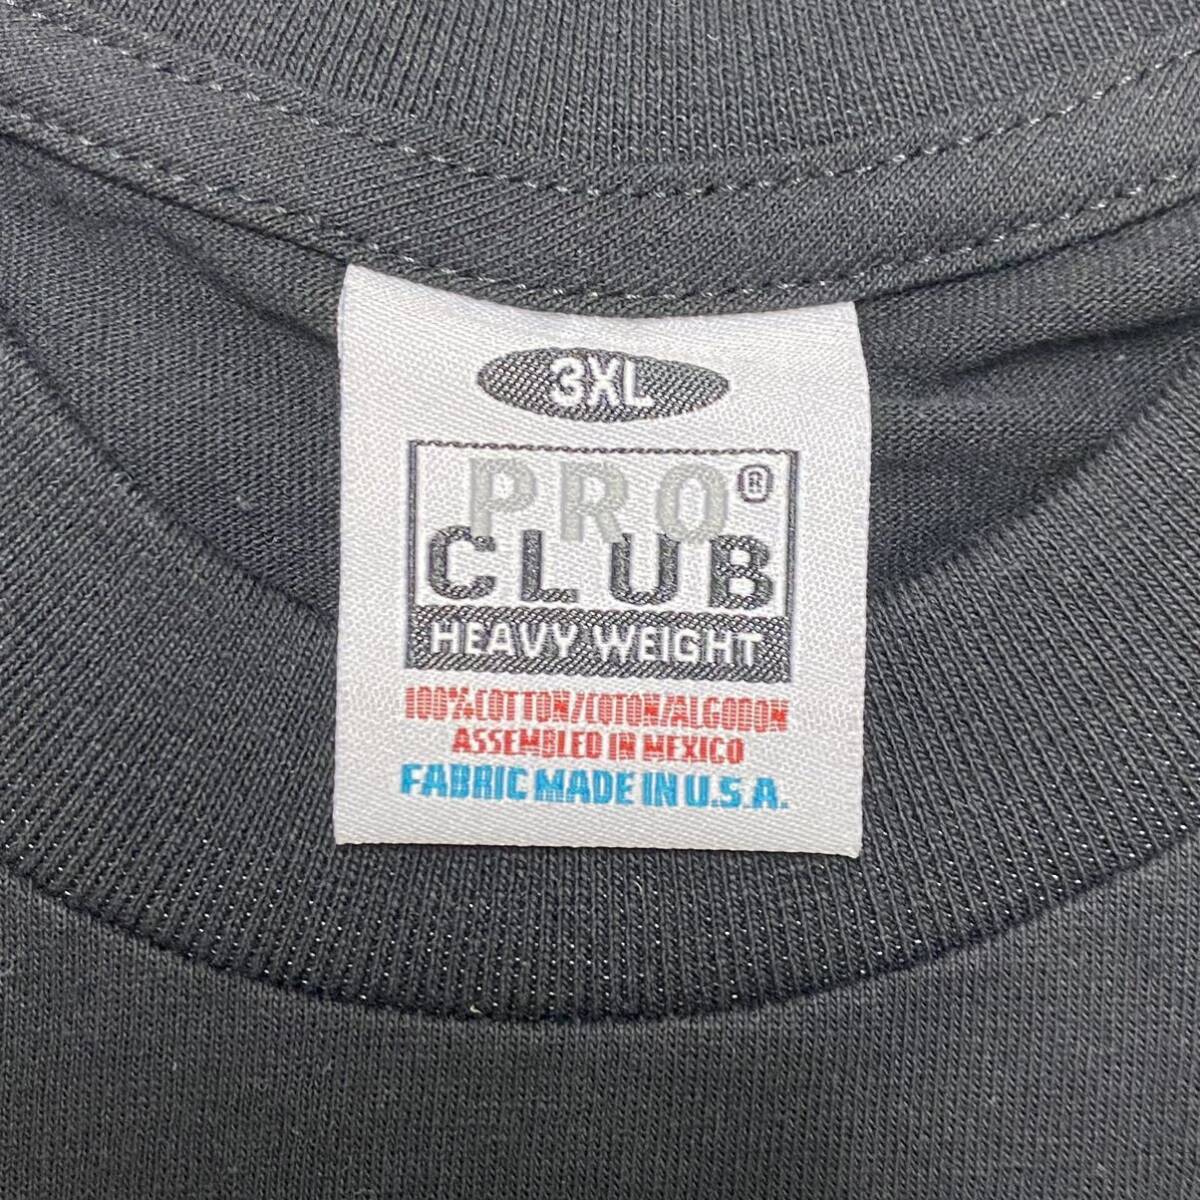 3XL
PRO®
CLUB
HEAVY WEIGHT
100%COTTON/COTON/ALGODON
ASSEMBLED IN MEXICO
FABRIC MADE IN U.S.A.